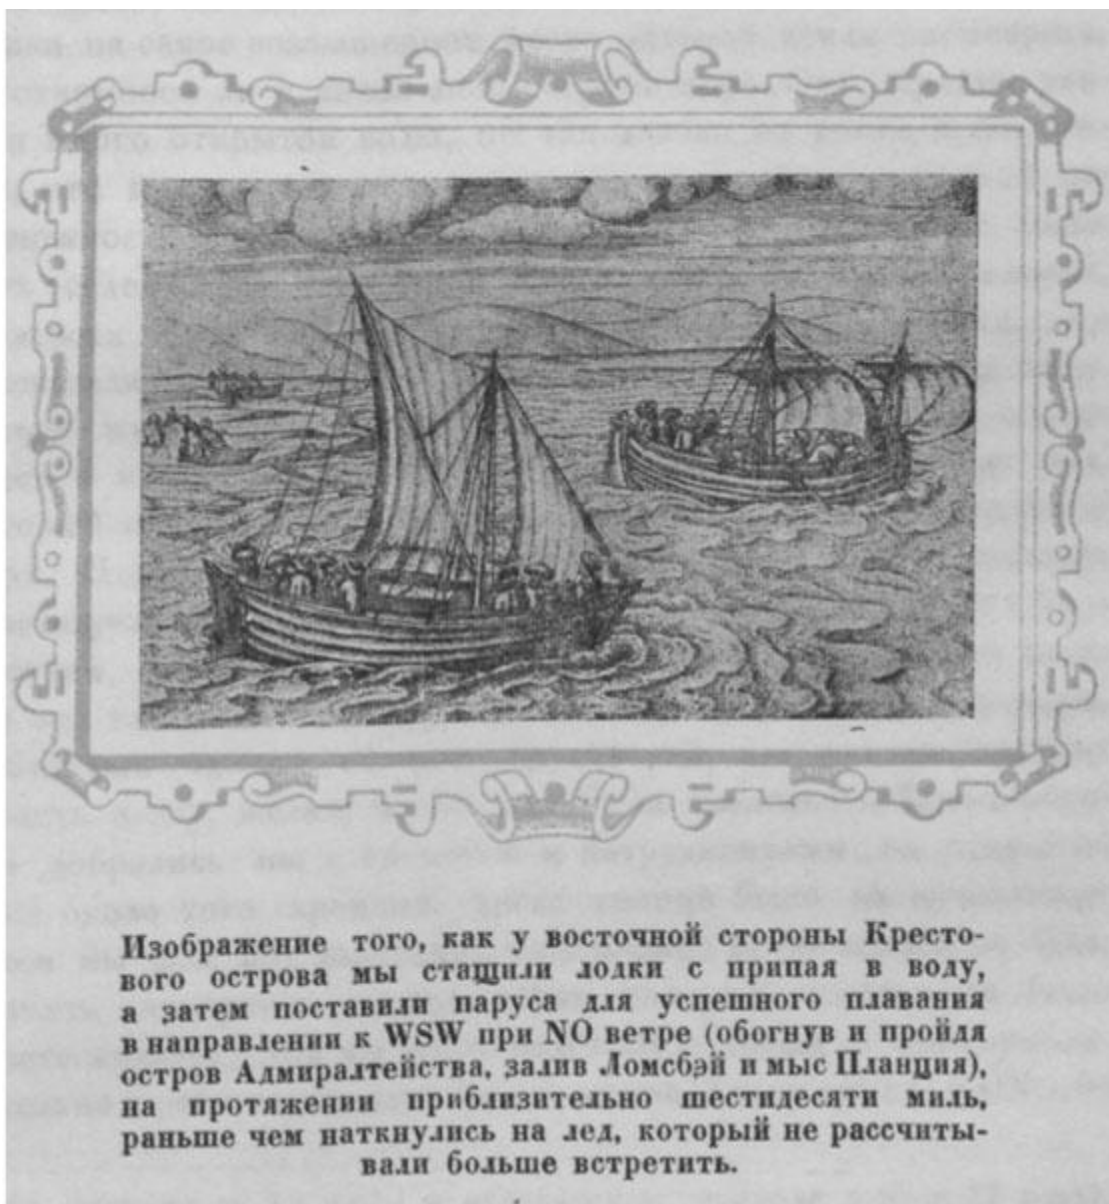 Изображение того, как у восточной стороны Кресто-
вого острова мы стащили лодки с припая в воду,
а затем поставили паруса для успешного плавания
в направлении к WSW при NO ветре (обогнув и пройдя
остров Адмиралтейства, залив Ломсбэй и мыс Планция),
на протяжении приблизительно шестидесяти миль,
раньше чем наткнулись на лед, который не рассчиты-
вали больше встретить.